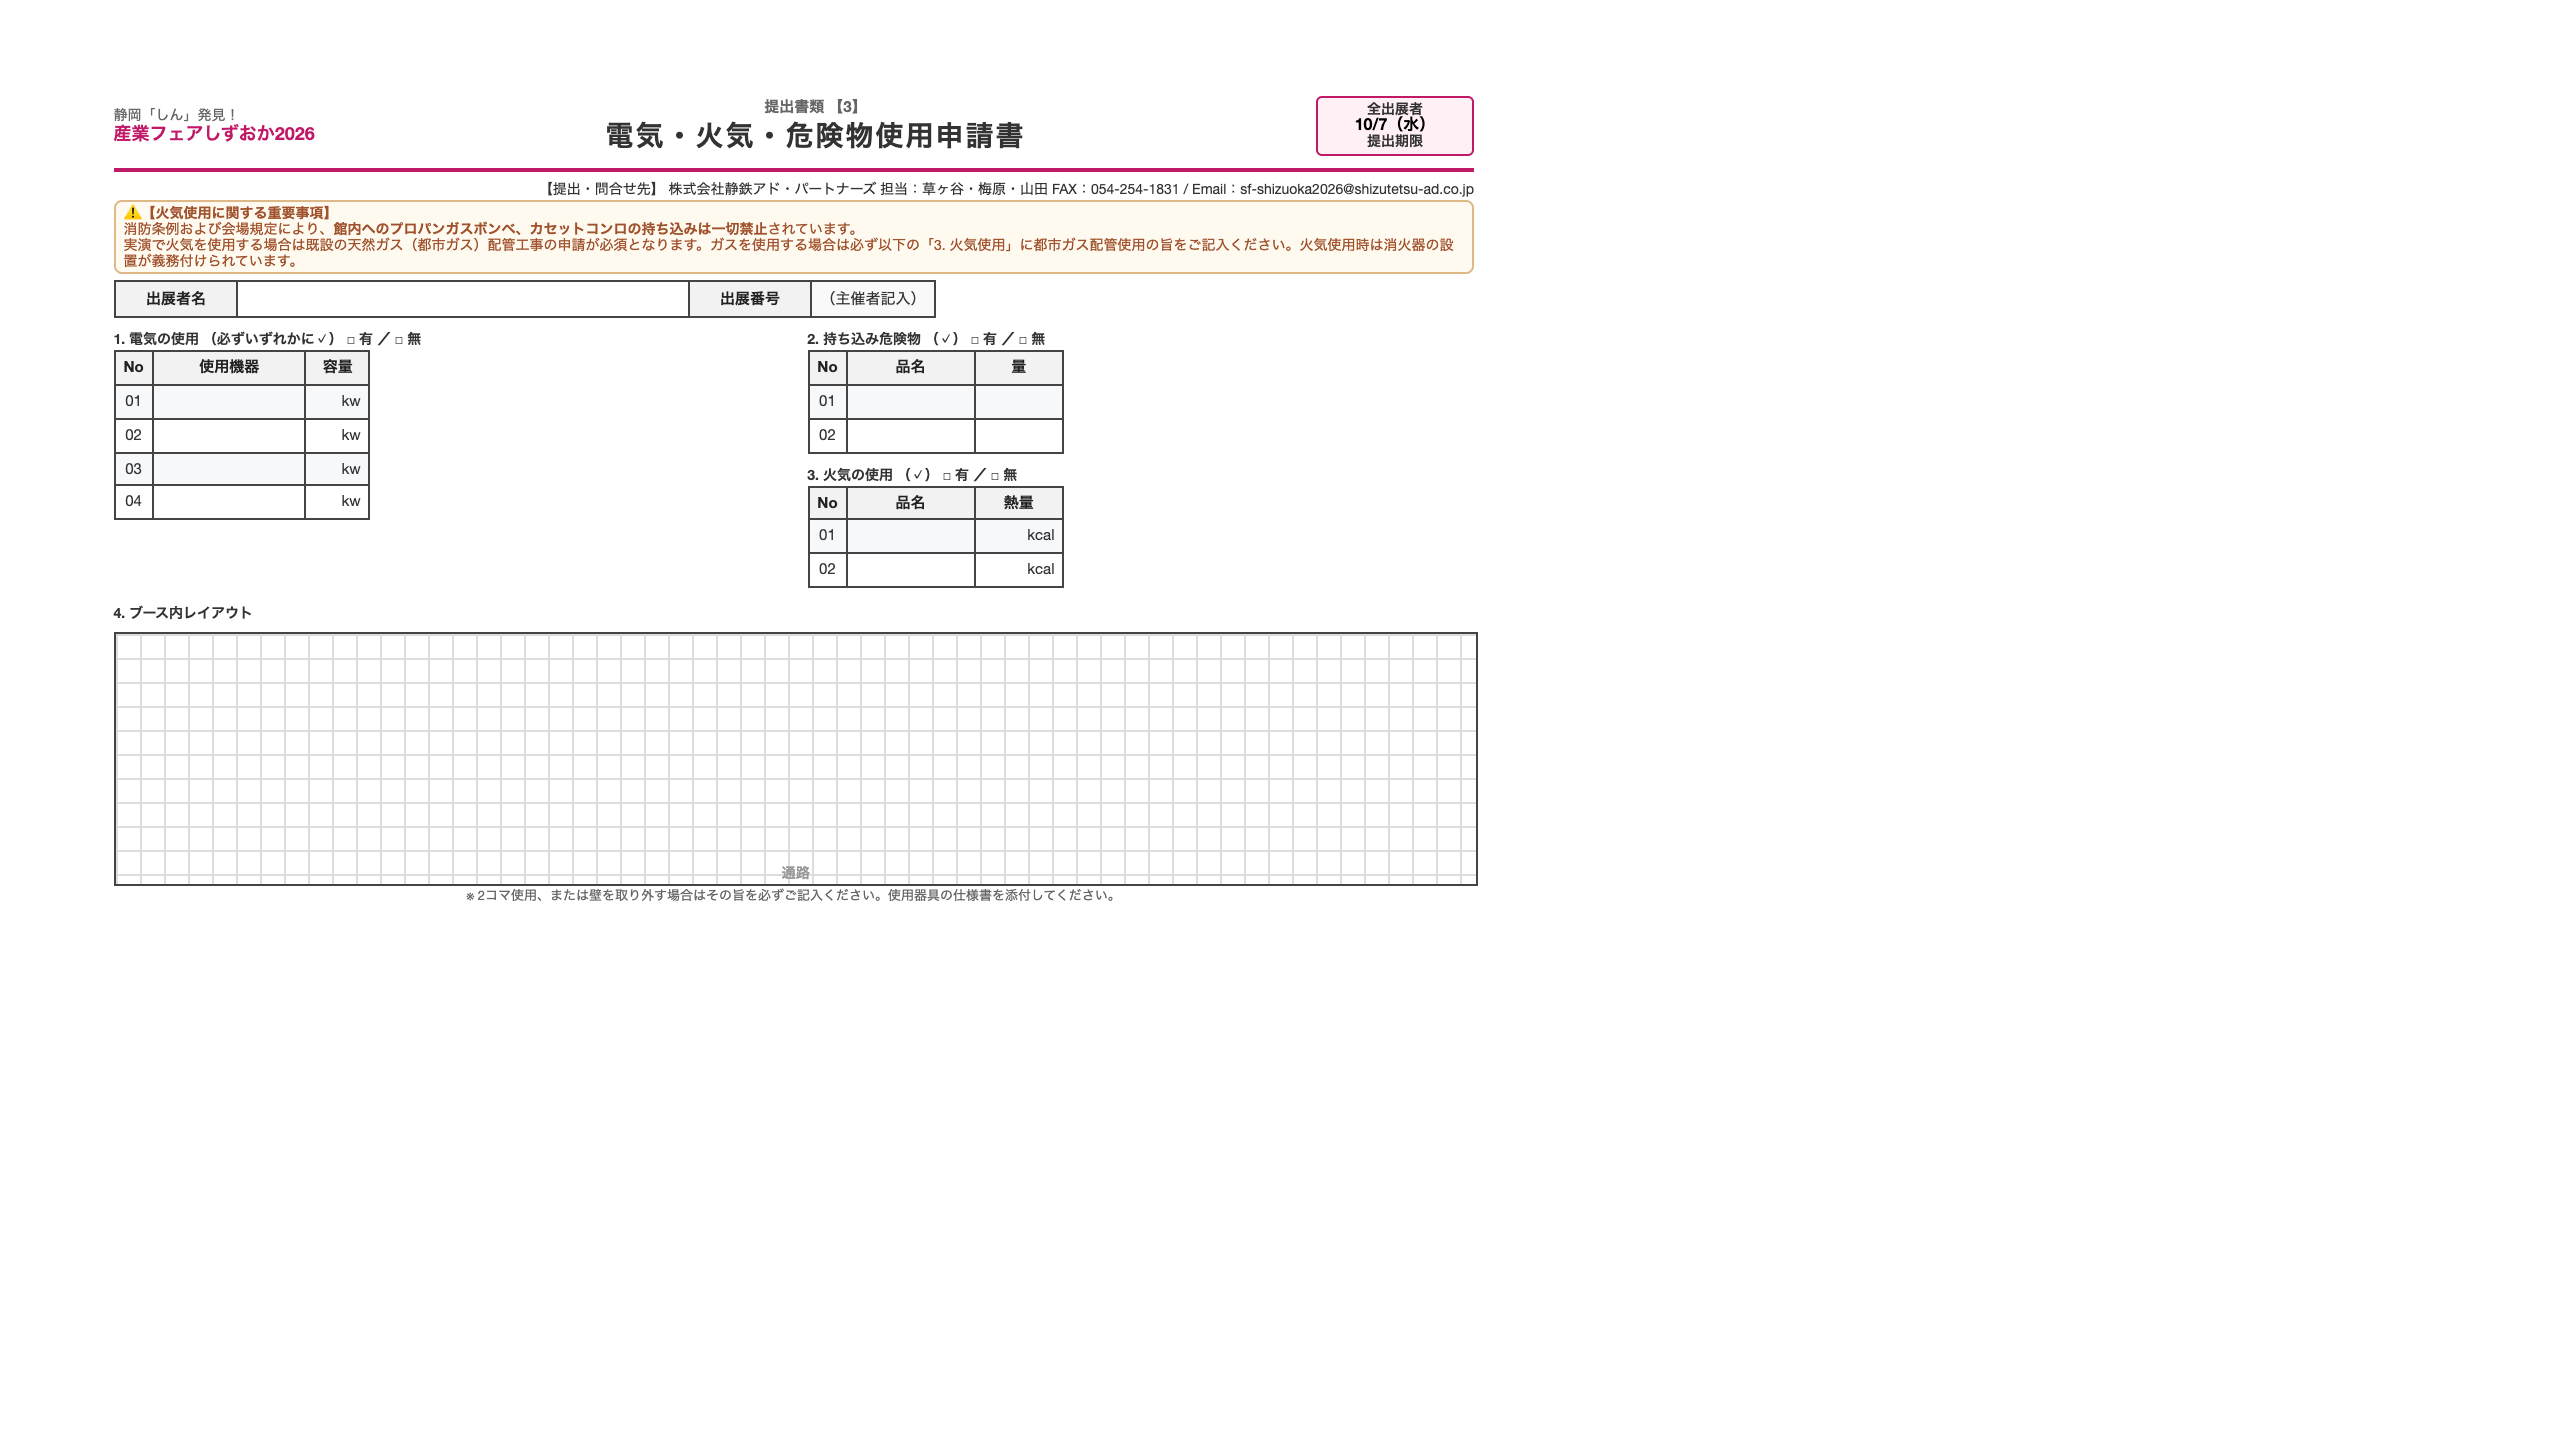 静岡「しん」発見！
産業フェアしずおか2026
提出書類 【3】
電気・火気・危険物使用申請書
全出展者
10/7（水）
提出期限
【提出・問合せ先】 株式会社静鉄アド・パートナーズ 担当：草ヶ谷・梅原・山田 FAX：054-254-1831 / Email：sf-shizuoka2026@shizutetsu-ad.co.jp
⚠️【火気使用に関する重要事項】
消防条例および会場規定により、館内へのプロパンガスボンベ、カセットコンロの持ち込みは一切禁止されています。
実演で火気を使用する場合は既設の天然ガス（都市ガス）配管工事の申請が必須となります。ガスを使用する場合は必ず以下の「3. 火気使用」に都市ガス配管使用の旨をご記入ください。火気使用時は消火器の設
置が義務付けられています。
出展者名 出展番号 （主催者記入）
1. 電気の使用 （必ずいずれかに✓） □ 有 ／ □ 無
No 使用機器 容量
01 kw
02 kw
03 kw
04 kw
2. 持ち込み危険物 （✓） □ 有 ／ □ 無
No 品名 量
01
02
3. 火気の使用 （✓） □ 有 ／ □ 無
No 品名 熱量
01 kcal
02 kcal
4. ブース内レイアウト
通路
※ 2コマ使用、または壁を取り外す場合はその旨を必ずご記入ください。使用器具の仕様書を添付してください。